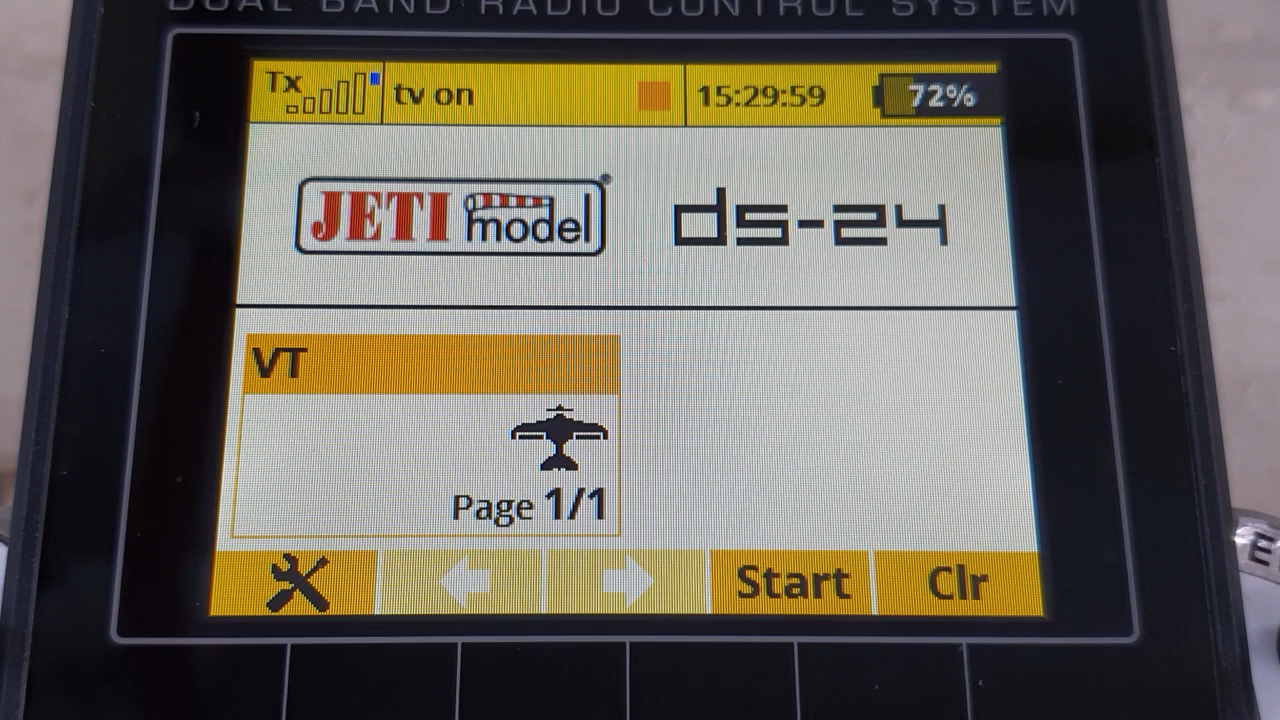 DUAL BAND RADIO CONTROL SYSTEM
Tx tv on 15:29:59 72%
JETI model ® ds-24
VT
Page 1/1
Start Clr
E